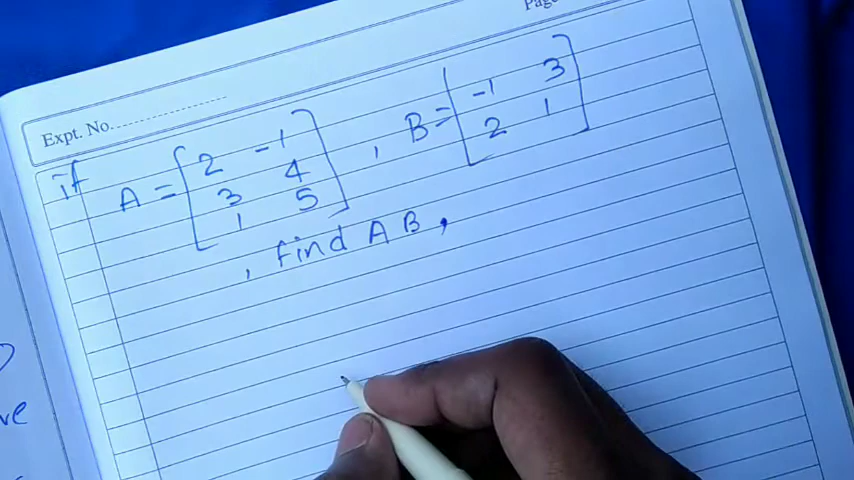 Page
Expt. No.
if A = [2 -1 3 4 1 5] , B = [-1 3 2 1]
, find AB,
ve